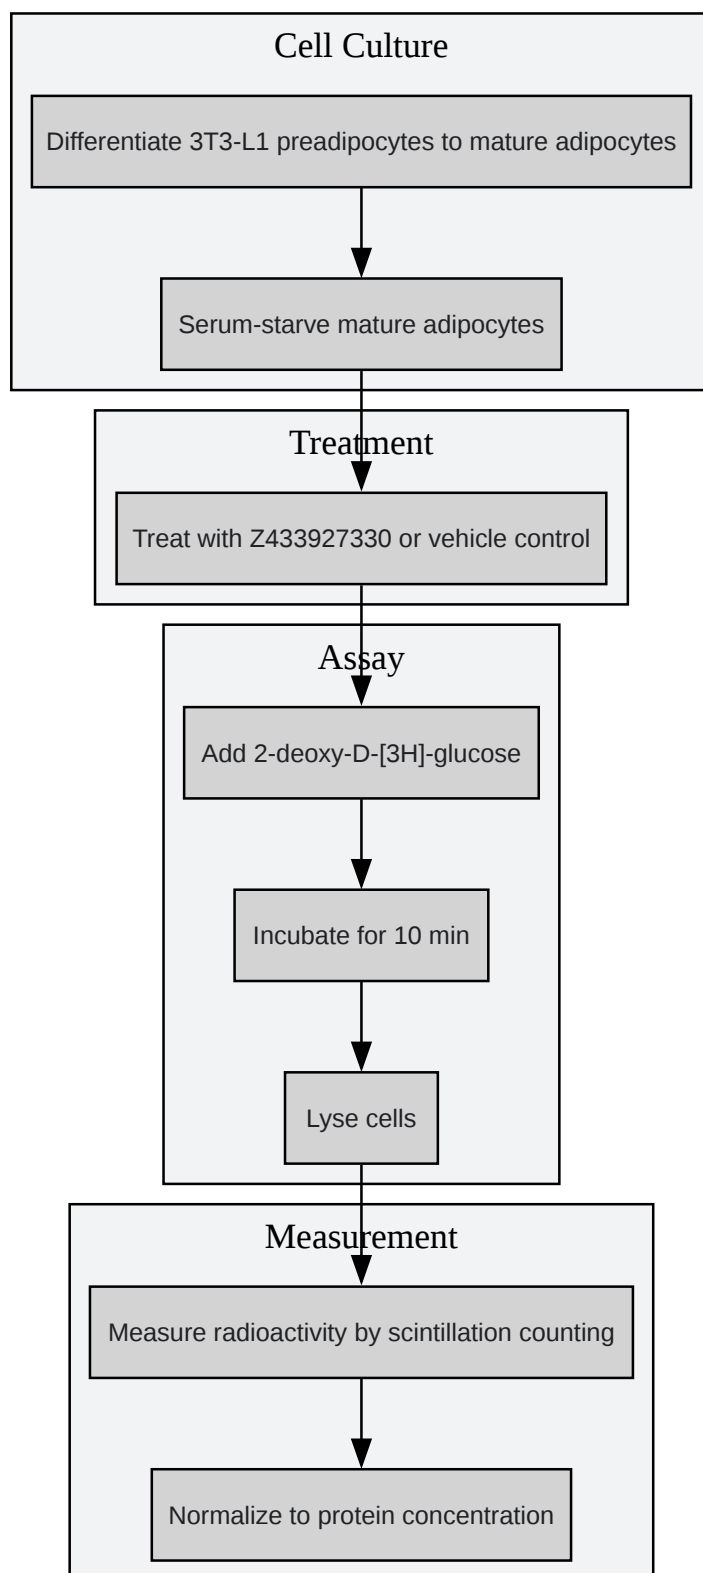 Cell Culture
Differentiate 3T3-L1 preadipocytes to mature adipocytes
Serum-starve mature adipocytes
Treatment
Treat with Z433927330 or vehicle control
Assay
Add 2-deoxy-D-[3H]-glucose
Incubate for 10 min
Lyse cells
Measurement
Measure radioactivity by scintillation counting
Normalize to protein concentration